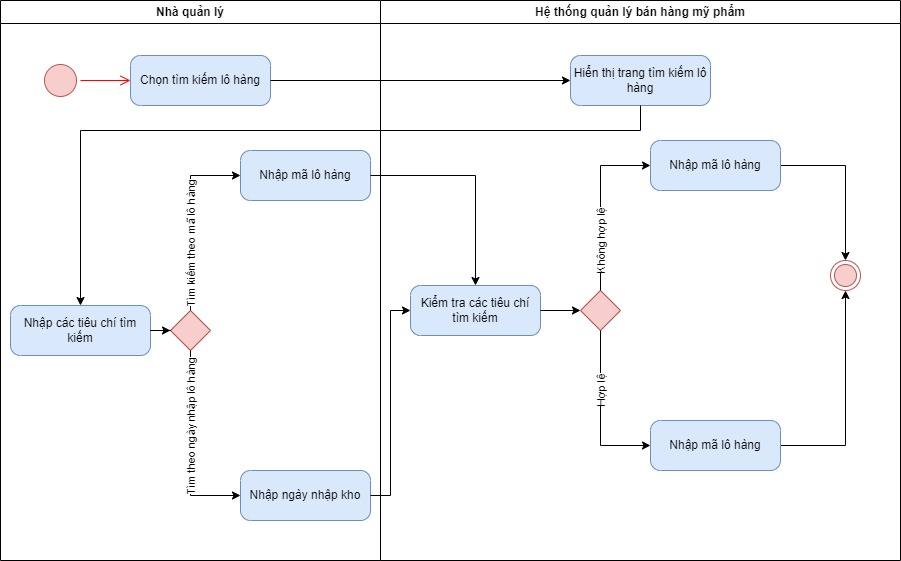 Nhà quản lý
Hệ thống quản lý bán hàng mỹ phẩm
Chọn tìm kiếm lô hàng
Hiển thị trang tìm kiếm lô
hàng
Nhập mã lô hàng
Nhập mã lô hàng
Tìm kiếm theo mã lô hàng
Không hợp lệ
Nhập các tiêu chí tìm
kiếm
Kiểm tra các tiêu chí
tìm kiếm
Tìm theo ngày nhập lô hàng
Hợp lệ
Nhập mã lô hàng
Nhập ngày nhập kho